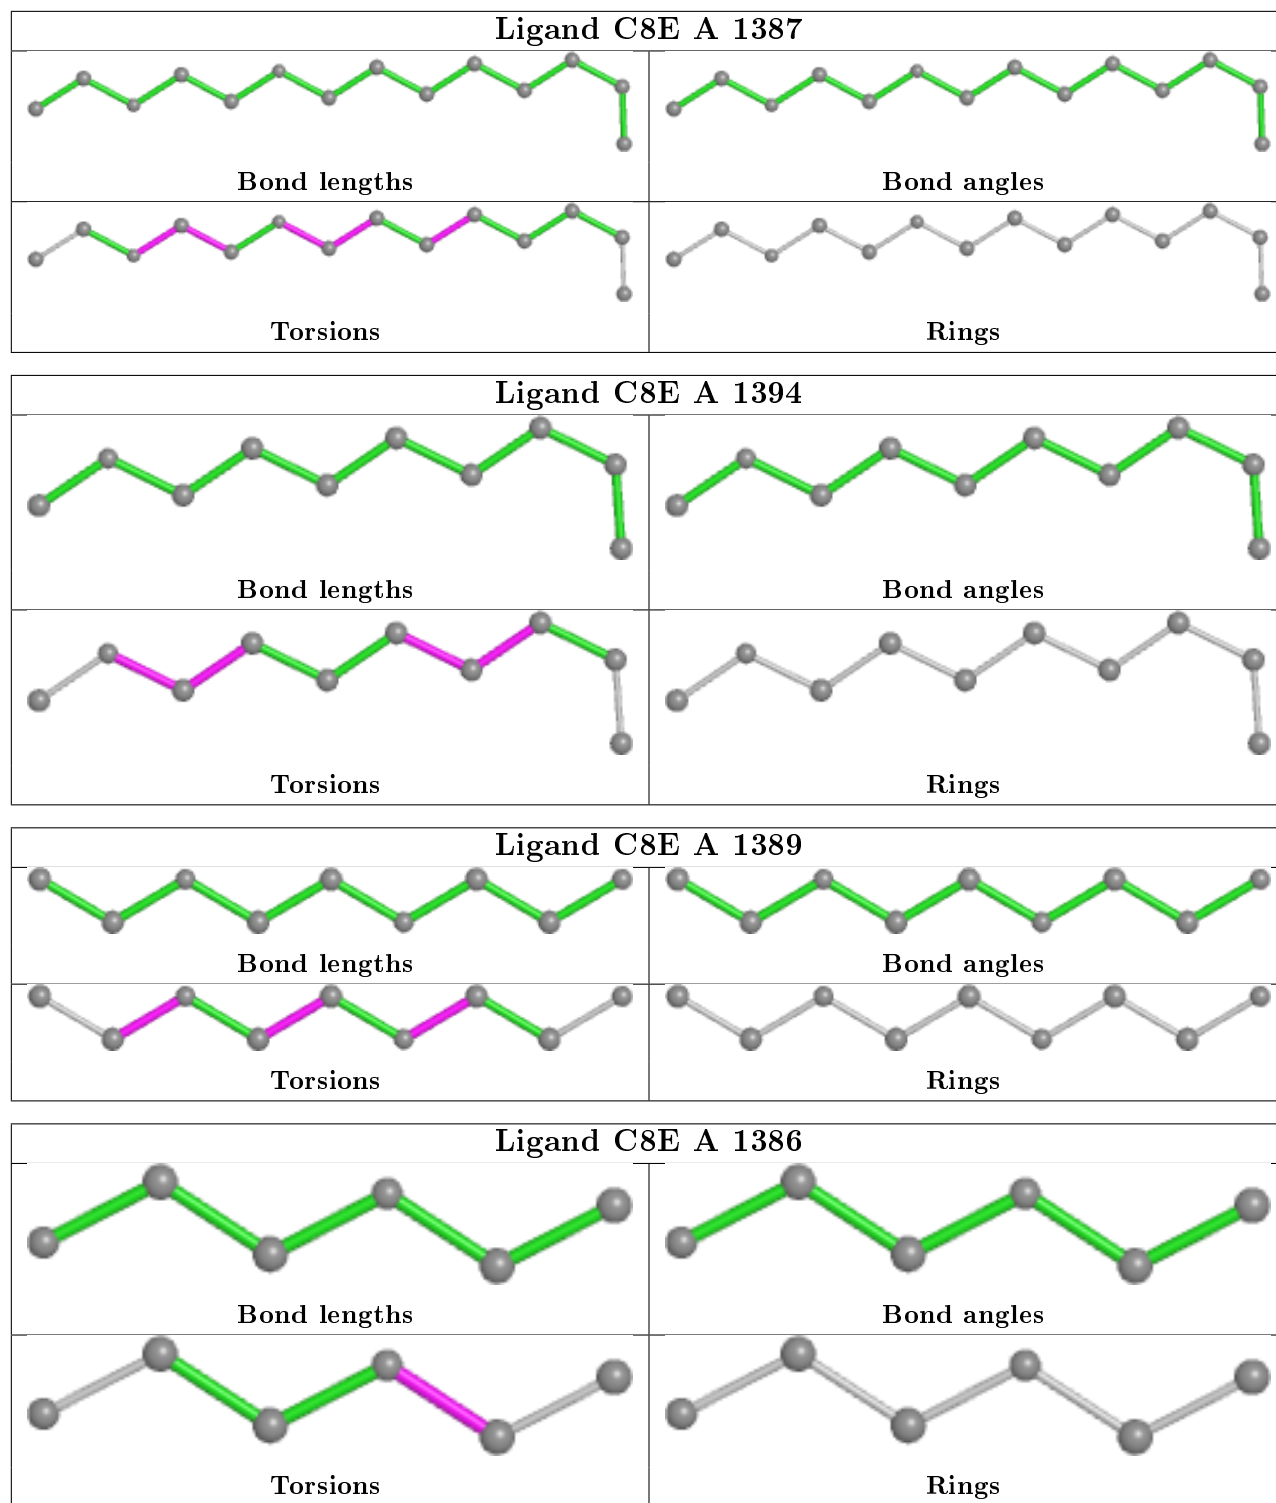 Ligand C8E A 1387
Bond lengths
Bond angles
Torsions
Rings
Ligand C8E A 1394
Bond lengths
Bond angles
Torsions
Rings
Ligand C8E A 1389
Bond lengths
Bond angles
Torsions
Rings
Ligand C8E A 1386
Bond lengths
Bond angles
Torsions
Rings